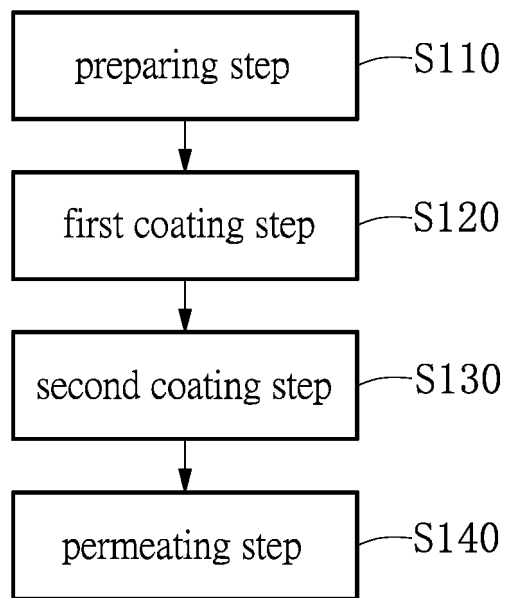 preparing step S110
first coating step S120
second coating step S130
permeating step S140